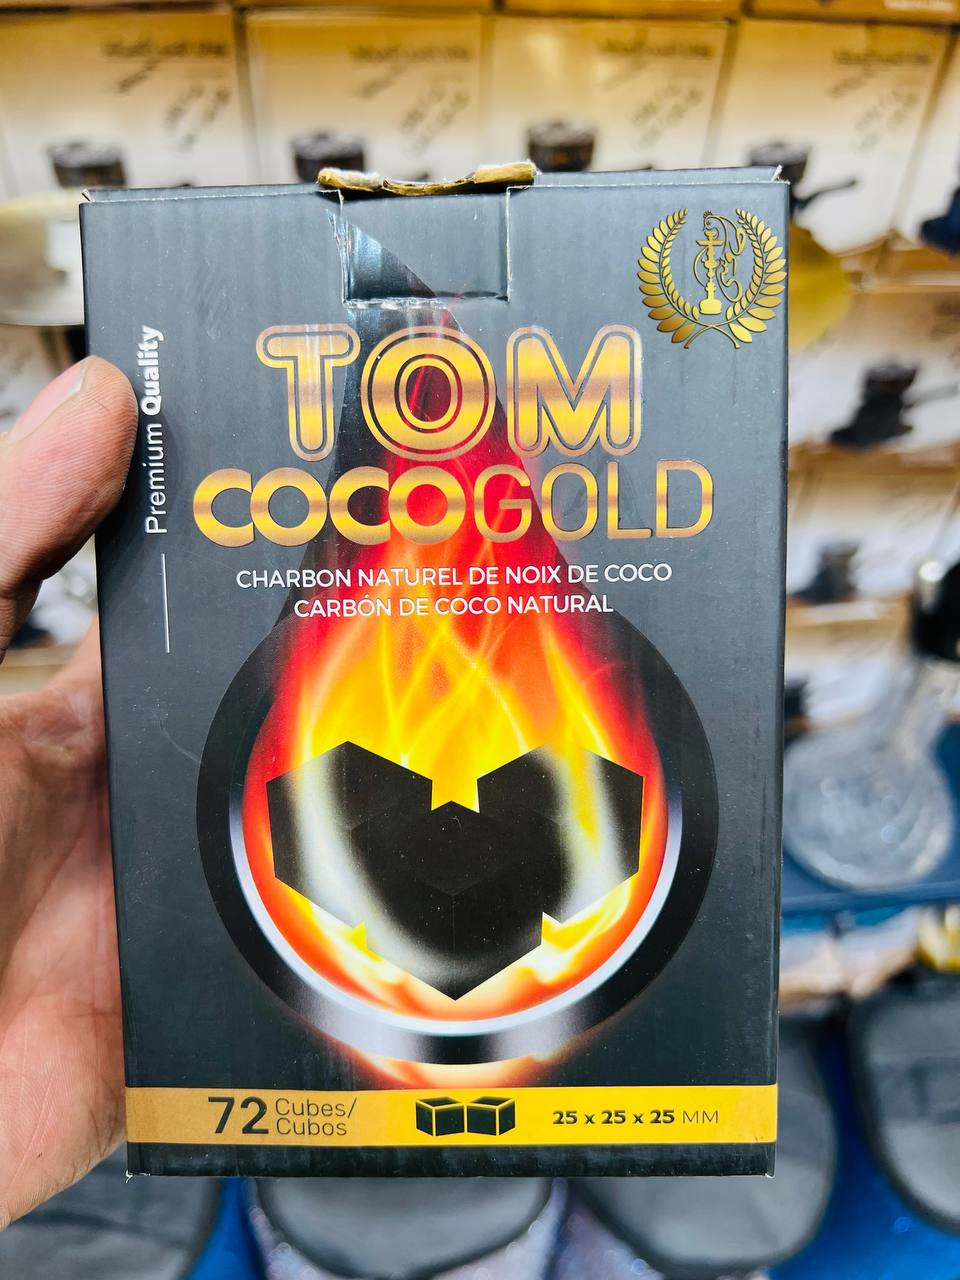 Premium Quality
TOM
COCOGOLD
CHARBON NATUREL DE NOIX DE COCO
CARBÓN DE COCO NATURAL
72 Cubes/
Cubos
25 x 25 x 25 MM